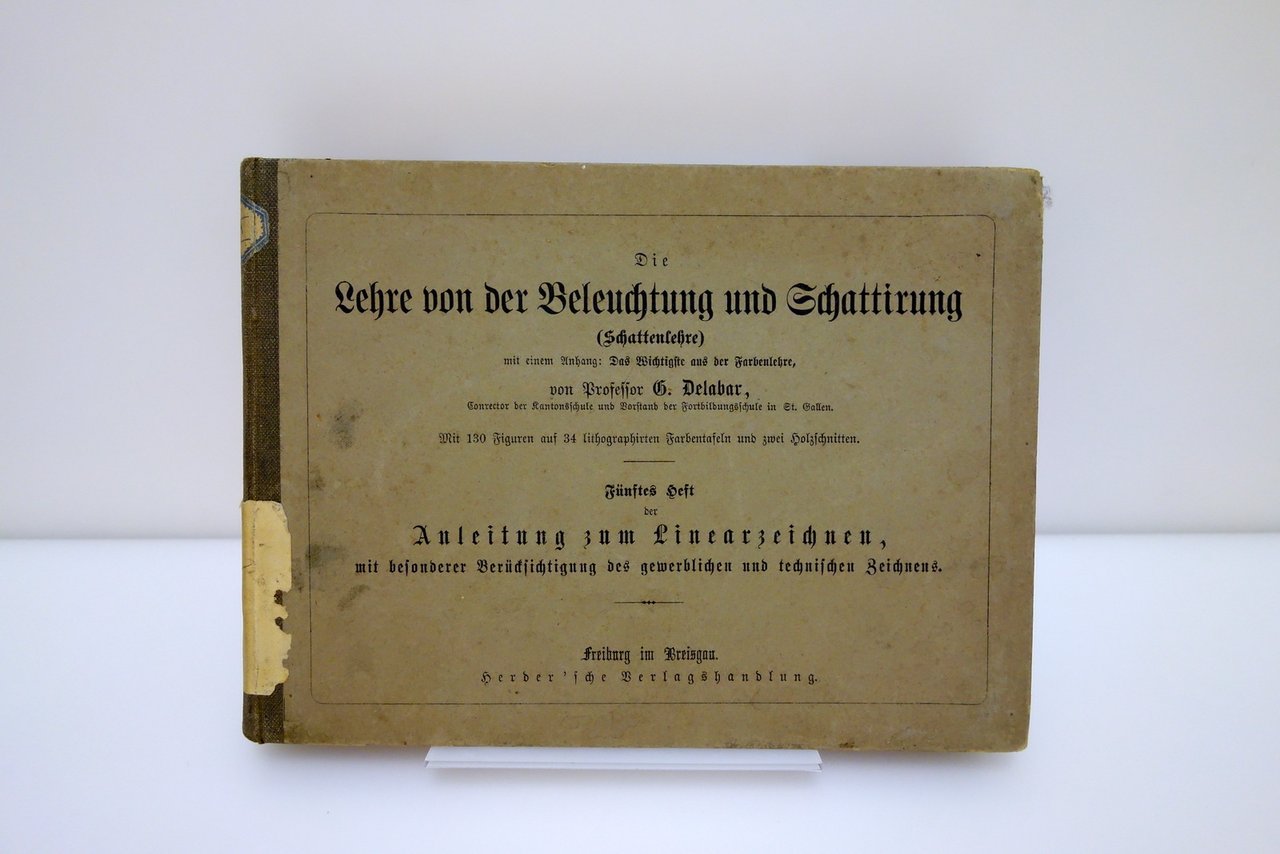 Die
Lehre von der Beleuchtung und Schattirung
(Schattenlehre)
mit einem Anhang: Das Wichtigste aus der Farbenlehre,
von Professor G. Delabar,
Conrector der Kantonsschule und Vorstand der Fortbildungsschule in St. Gallen.
Mit 130 Figuren auf 34 lithographirten Farbentafeln und zwei Holzschnitten.
Fünftes Heft
der
Anleitung zum Linearzeichnen,
mit besonderer Berücksichtigung des gewerblichen und technischen Zeichnens.
Freiburg im Breisgau.
Herder'sche Verlagshandlung.